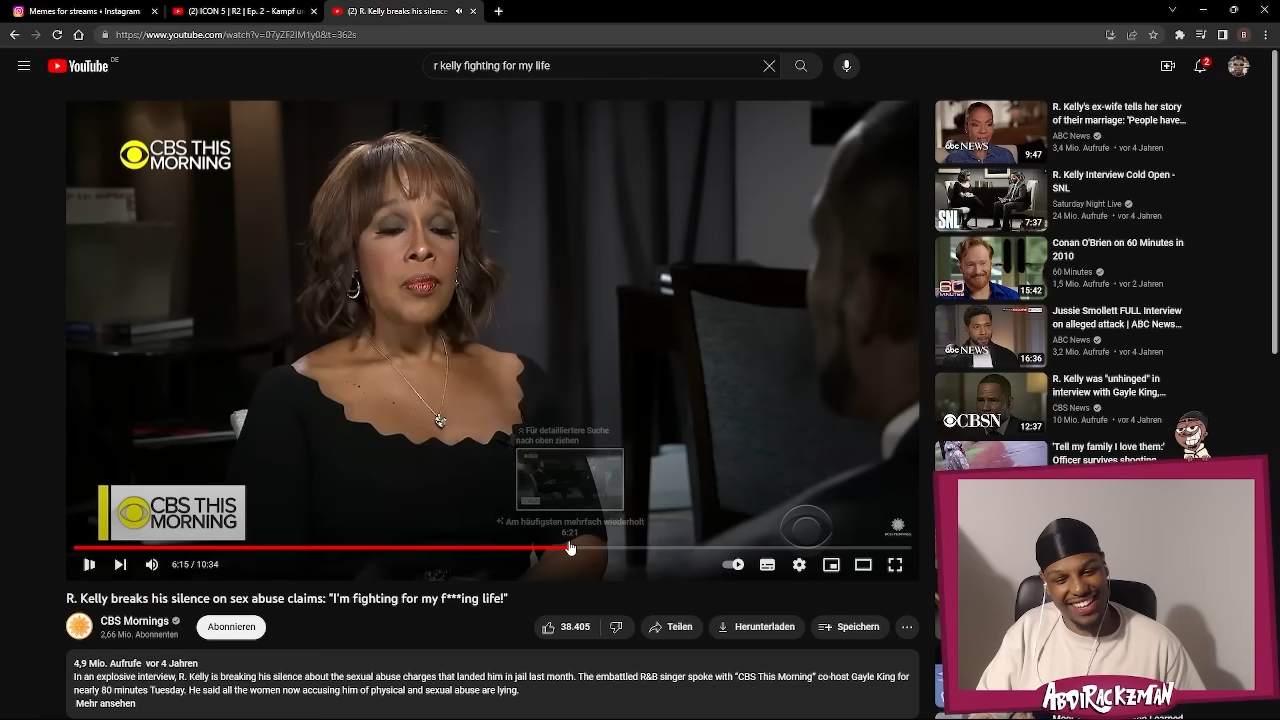 Memes for streams • Instagram
(2) ICON 5 | R2 | Ep. 2 - Kampf u
(2) R. Kelly breaks his silence
https://www.youtube.com/watch?v=07yZF2IM1y0&t=362s
B
YouTube DE
r kelly fighting for my life
2
CBS THIS
MORNING
Für detailliertere Suche
nach oben ziehen
CBS THIS
MORNING
Am häufigsten mehrfach wiederholt
6:21
6:15 / 10:34
R. Kelly breaks his silence on sex abuse claims: "I'm fighting for my f***ing life!"
CBS Mornings
2,66 Mio. Abonnenten
Abonnieren
38.405
Teilen
Herunterladen
Speichern
4,9 Mio. Aufrufe vor 4 Jahren
In an explosive interview, R. Kelly is breaking his silence about the sexual abuse charges that landed him in jail last month. The embattled R&B singer spoke with "CBS This Morning" co-host Gayle King for
nearly 80 minutes Tuesday. He said all the women now accusing him of physical and sexual abuse are lying.
Mehr ansehen
abc NEWS
9:47
R. Kelly's ex-wife tells her story
of their marriage: 'People have...
ABC News
3,4 Mio. Aufrufe • vor 4 Jahren
SNL
7:37
R. Kelly Interview Cold Open -
SNL
Saturday Night Live
24 Mio. Aufrufe • vor 4 Jahren
60
MINUTES
15:42
Conan O'Brien on 60 Minutes in
2010
60 Minutes
1,5 Mio. Aufrufe • vor 2 Jahren
abc NEWS
16:36
Jussie Smollett FULL Interview
on alleged attack | ABC News...
ABC News
3,2 Mio. Aufrufe • vor 4 Jahren
CBSN
12:37
R. Kelly was "unhinged" in
interview with Gayle King,...
CBS News
10 Mio. Aufrufe • vor 4 Jahren
'Tell my family I love them:'
Officer survives shooting
ABDIRACKZMAN